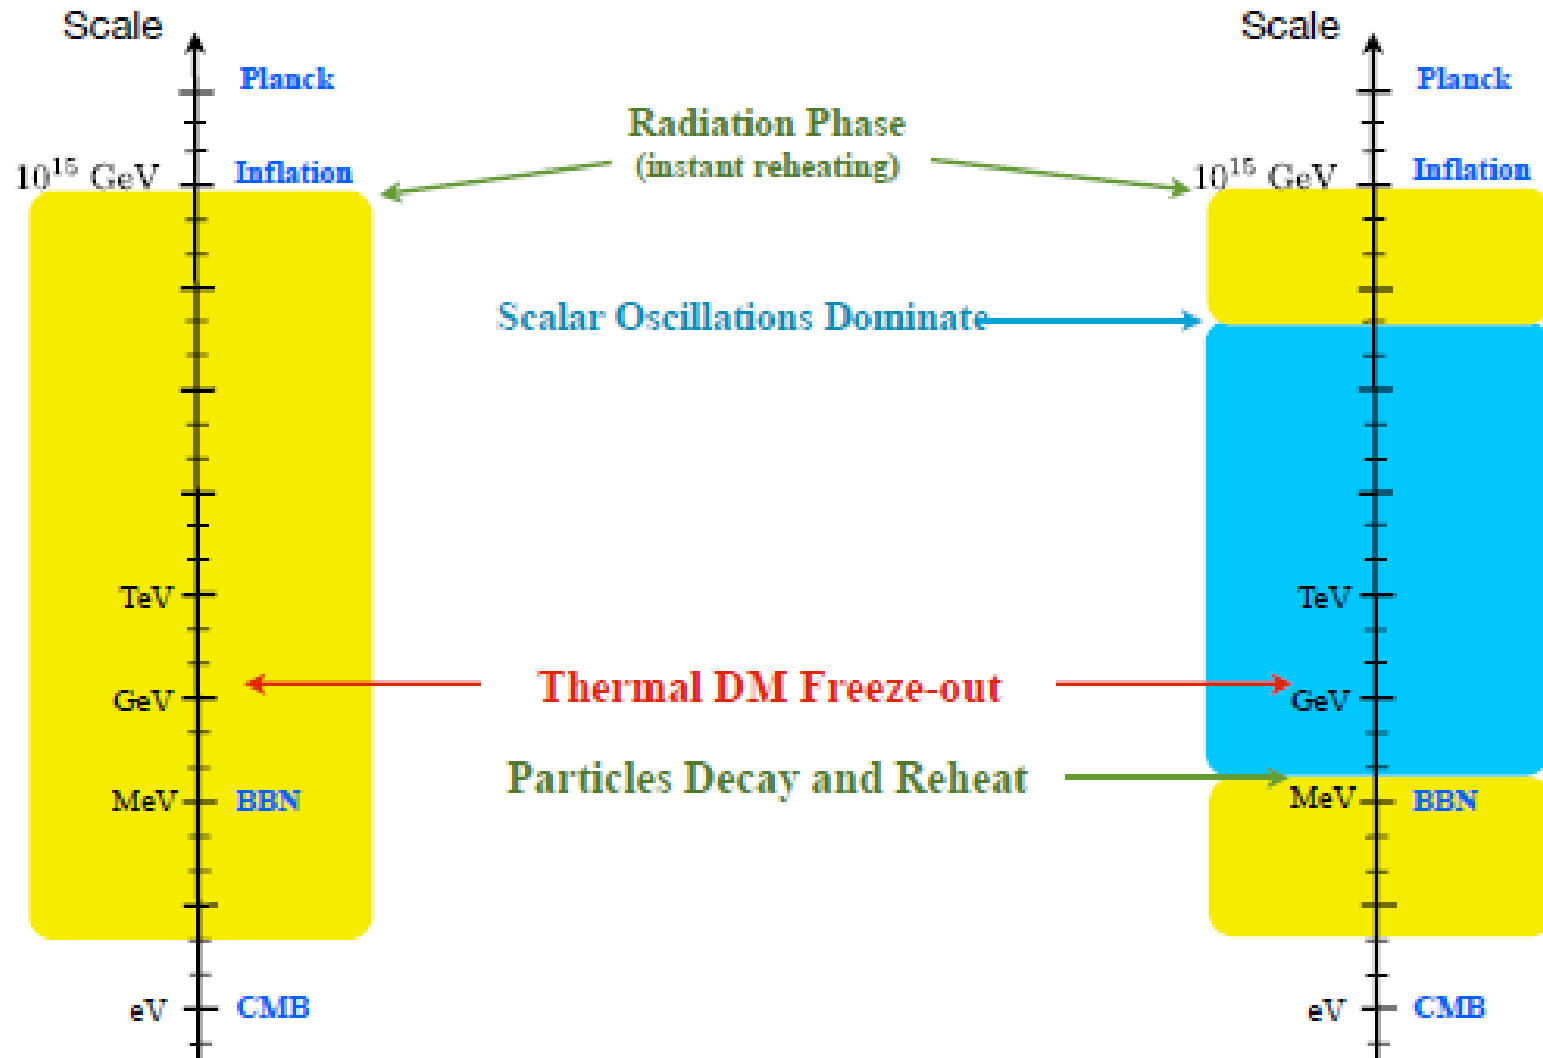 Scale
Planck
10¹⁵ GeV
Inflation
TeV
GeV
MeV
BBN
eV
CMB
Radiation Phase
(instant reheating)
Scalar Oscillations Dominate
Thermal DM Freeze-out
Particles Decay and Reheat
Scale
Planck
10¹⁵ GeV
Inflation
TeV
GeV
MeV
BBN
eV
CMB